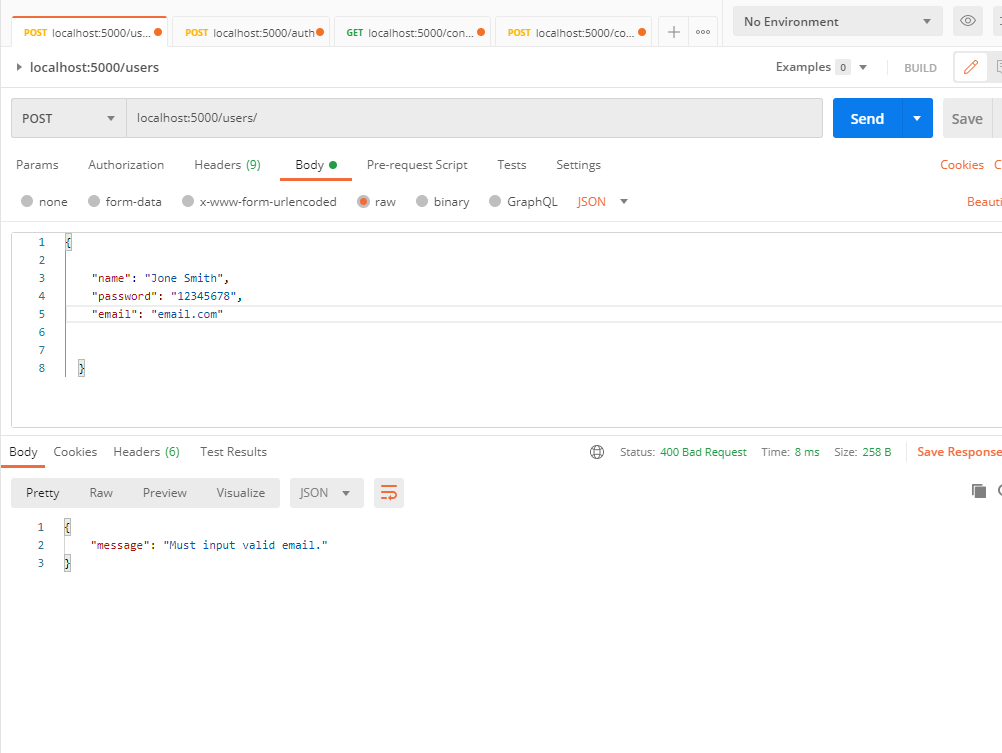 POST localhost:5000/us...
POST localhost:5000/auth
GET localhost:5000/con...
POST localhost:5000/co...
No Environment
localhost:5000/users
Examples 0
BUILD
POST
localhost:5000/users/
Send
Save
Params Authorization Headers (9) Body Pre-request Script Tests Settings
Cookies C
none form-data x-www-form-urlencoded raw binary GraphQL JSON
Beauti
1 {
2
3 "name": "Jone Smith",
4 "password": "12345678",
5 "email": "email.com"
6
7
8 }
Body Cookies Headers (6) Test Results
Status: 400 Bad Request Time: 8 ms Size: 258 B
Save Response
Pretty Raw Preview Visualize JSON
1 {
2 "message": "Must input valid email."
3 }